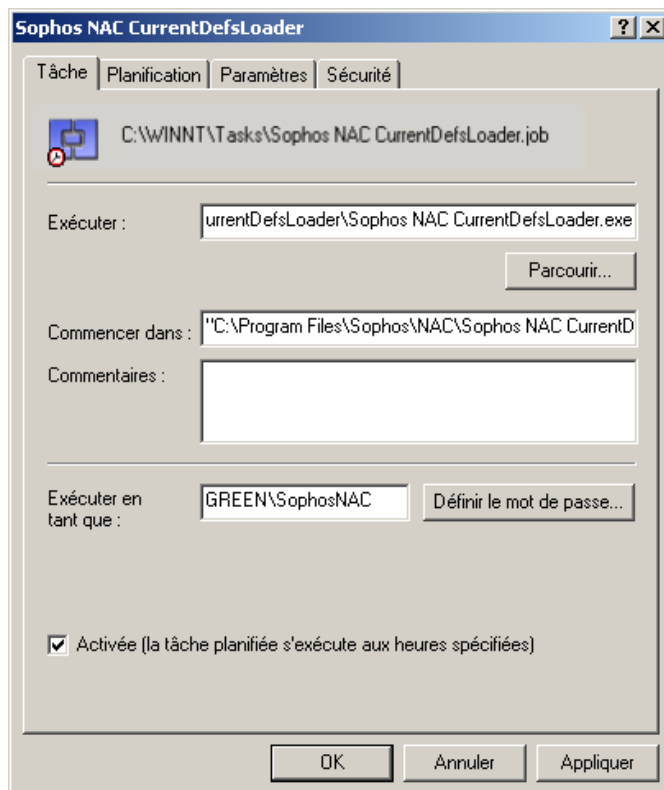 Sophos NAC CurrentDefsLoader
Tâche Planification Paramètres Sécurité
C:\WINNT\Tasks\Sophos NAC CurrentDefsLoader.job
Exécuter : urrentDefsLoader\Sophos NAC CurrentDefsLoader.exe
Parcourir...
Commencer dans : "C:\Program Files\Sophos\NAC\Sophos NAC CurrentD
Commentaires :
Exécuter en
tant que :
GREEN\SophosNAC Définir le mot de passe...
Activée (la tâche planifiée s'exécute aux heures spécifiées)
OK Annuler Appliquer